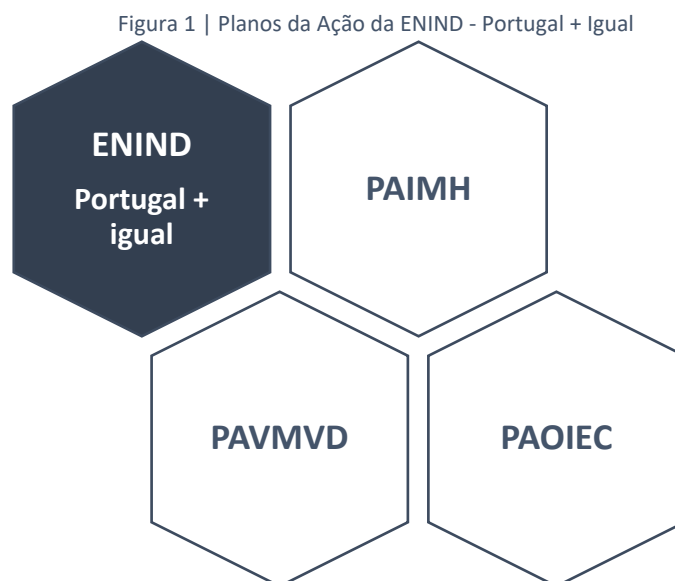 Figura 1 | Planos da Ação da ENIND - Portugal + Igual
ENIND
Portugal +
igual
PAIMH
PAVMVD
PAOIEC